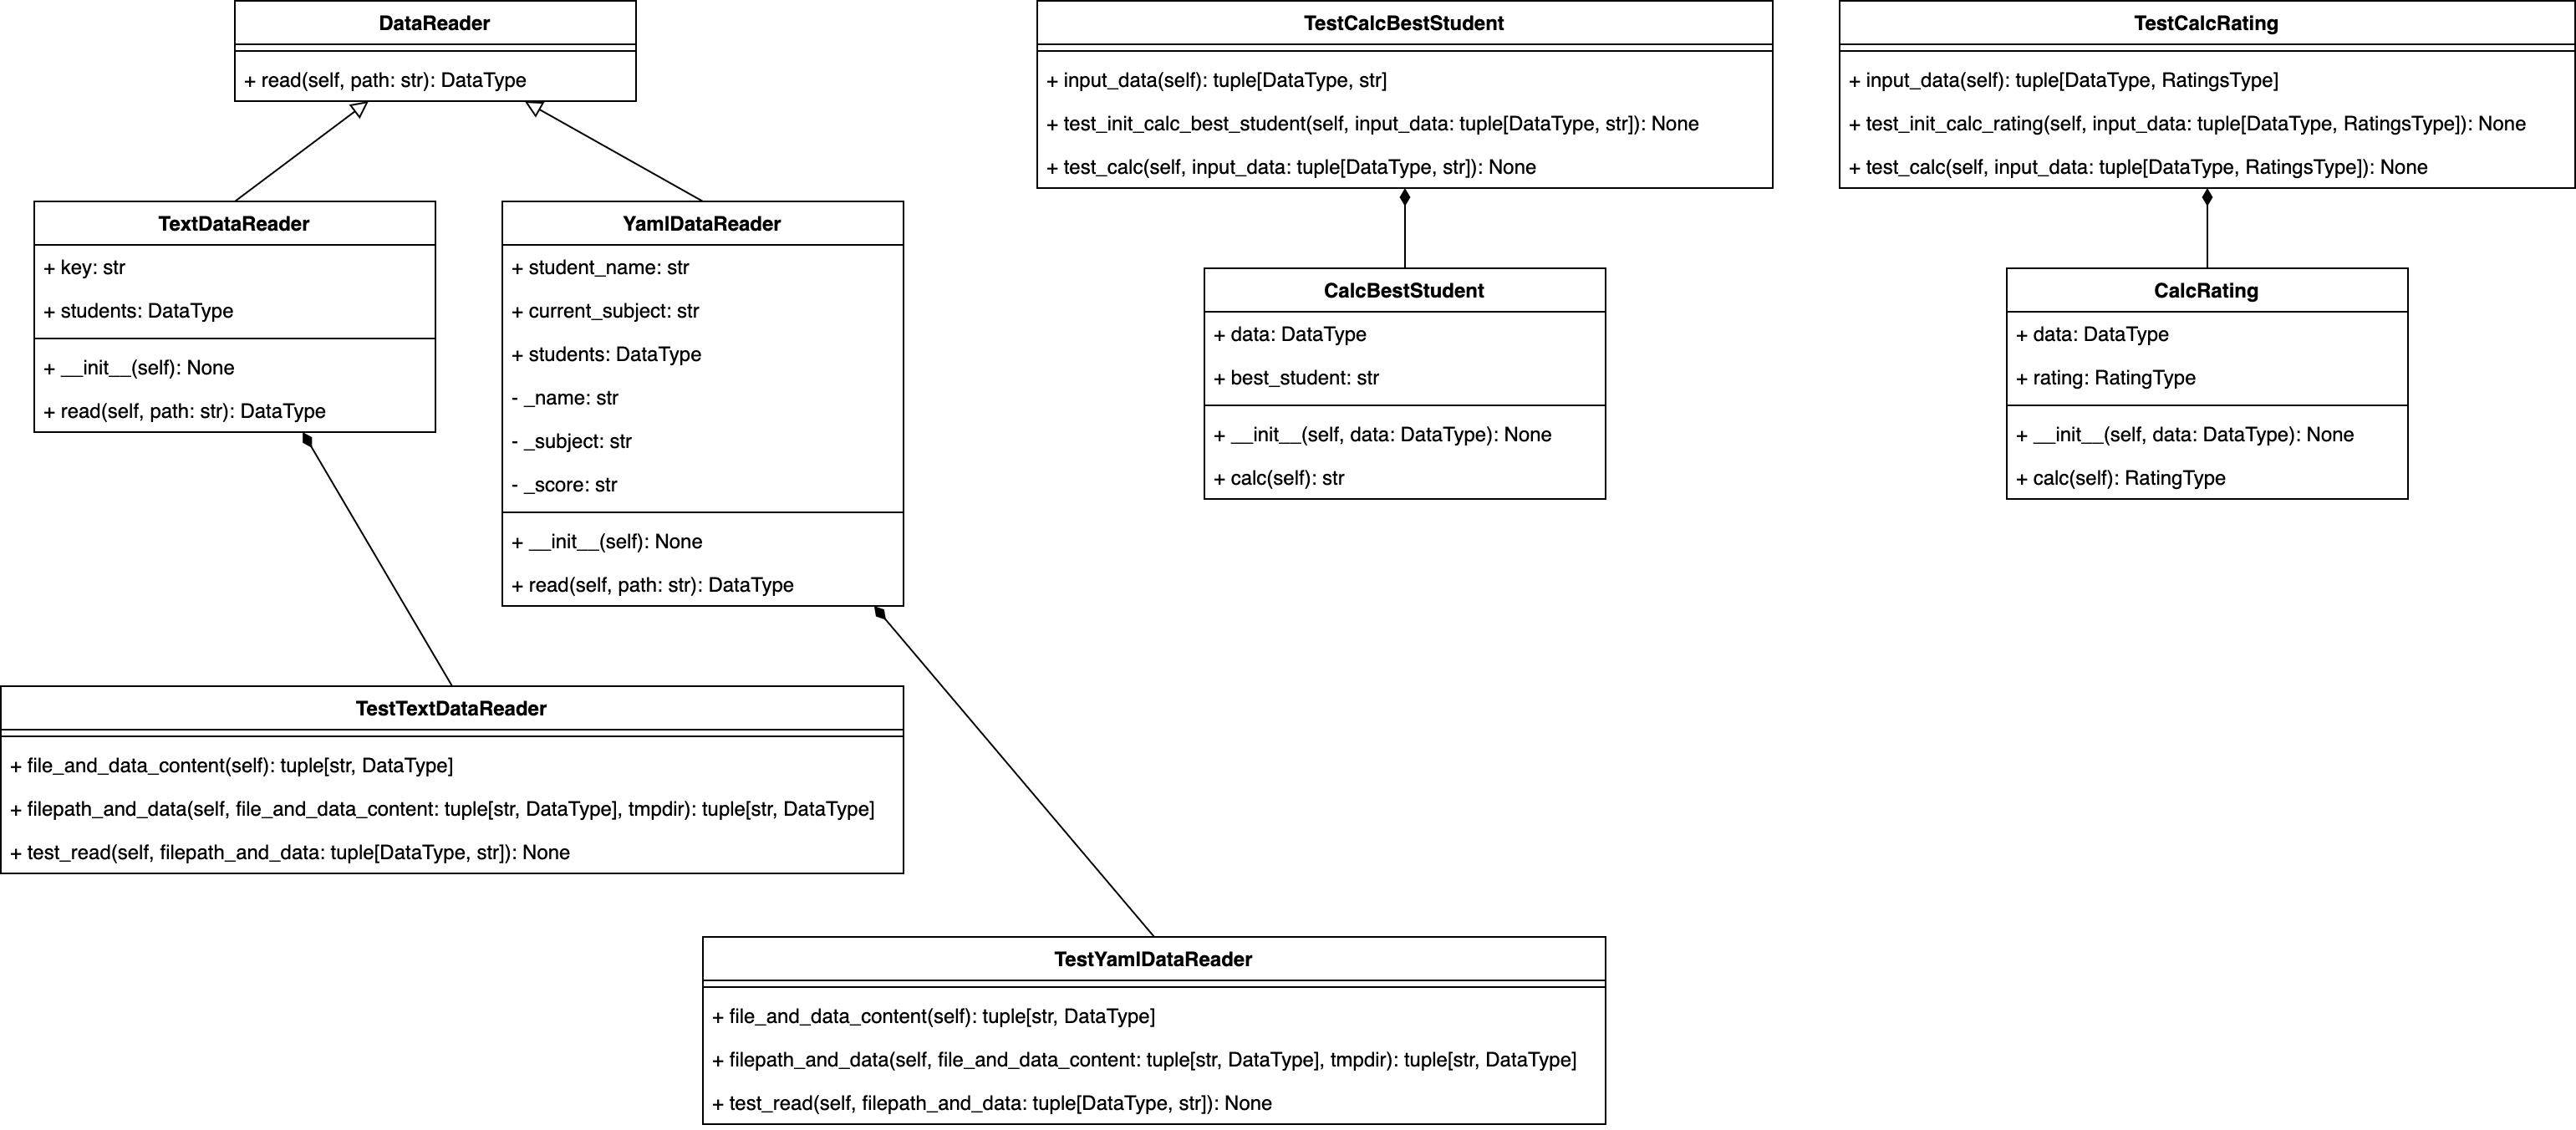 DataReader
+ read(self, path: str): DataType
TextDataReader
+ key: str
+ students: DataType
+ __init__(self): None
+ read(self, path: str): DataType
YamlDataReader
+ student_name: str
+ current_subject: str
+ students: DataType
- _name: str
- _subject: str
- _score: str
+ __init__(self): None
+ read(self, path: str): DataType
TestTextDataReader
+ file_and_data_content(self): tuple[str, DataType]
+ filepath_and_data(self, file_and_data_content: tuple[str, DataType], tmpdir): tuple[str, DataType]
+ test_read(self, filepath_and_data: tuple[DataType, str]): None
TestYamlDataReader
+ file_and_data_content(self): tuple[str, DataType]
+ filepath_and_data(self, file_and_data_content: tuple[str, DataType], tmpdir): tuple[str, DataType]
+ test_read(self, filepath_and_data: tuple[DataType, str]): None
TestCalcBestStudent
+ input_data(self): tuple[DataType, str]
+ test_init_calc_best_student(self, input_data: tuple[DataType, str]): None
+ test_calc(self, input_data: tuple[DataType, str]): None
CalcBestStudent
+ data: DataType
+ best_student: str
+ __init__(self, data: DataType): None
+ calc(self): str
TestCalcRating
+ input_data(self): tuple[DataType, RatingsType]
+ test_init_calc_rating(self, input_data: tuple[DataType, RatingsType]): None
+ test_calc(self, input_data: tuple[DataType, RatingsType]): None
CalcRating
+ data: DataType
+ rating: RatingType
+ __init__(self, data: DataType): None
+ calc(self): RatingType